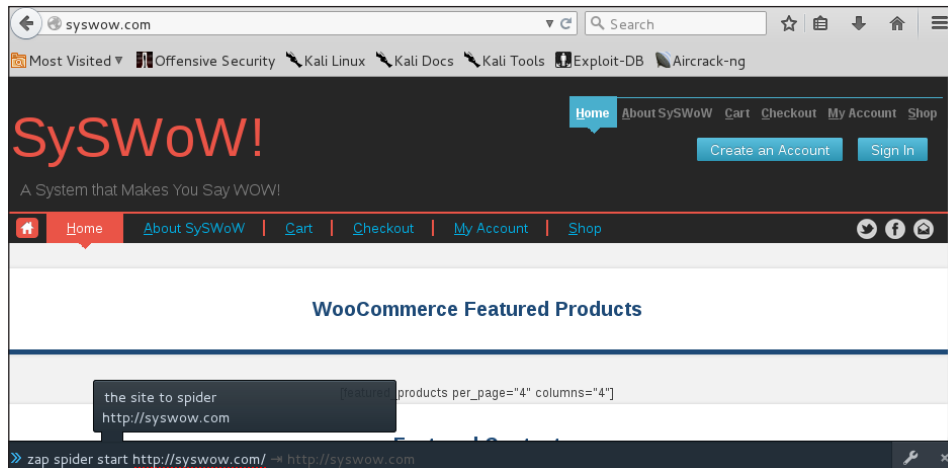 syswow.com
Search
Most Visited
Offensive Security
Kali Linux
Kali Docs
Kali Tools
Exploit-DB
Aircrack-ng
Home
About SySWoW
Cart
Checkout
My Account
Shop
SySWoW!
Create an Account
Sign In
A System that Makes You Say WOW!
Home
About SySWoW
Cart
Checkout
My Account
Shop
WooCommerce Featured Products
[featured_products per_page="4" columns="4"]
the site to spider
http://syswow.com
» zap spider start http://syswow.com/ ⇥ http://syswow.com